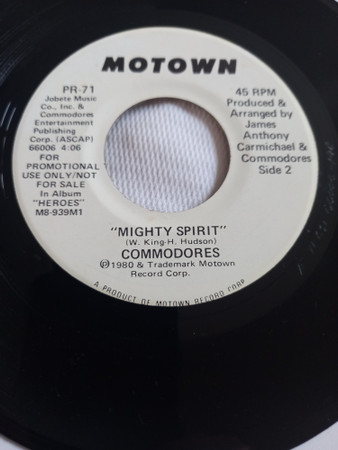 MOTOWN
PR-71
Jobete Music
Co., Inc. &
Commodores
Entertainment
Publishing
Corp. (ASCAP)
66006 4:06
FOR
PROMOTIONAL
USE ONLY/NOT
FOR SALE
In Album
"HEROES"
M8-939M1
45 RPM
Produced &
Arranged by
James
Anthony
Carmichael &
Commodores
Side 2
"MIGHTY SPIRIT"
(W. King-H. Hudson)
COMMODORES
℗1980 & Trademark Motown
Record Corp.
A PRODUCT OF MOTOWN RECORD CORP